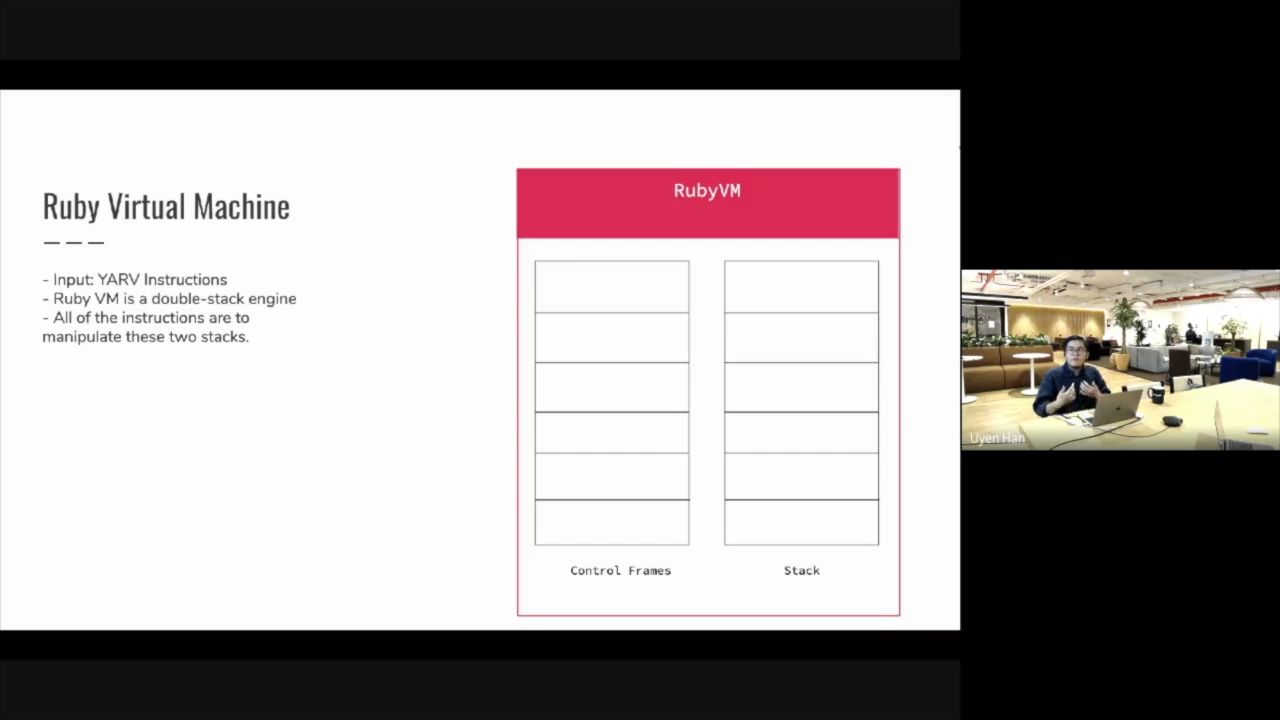 Ruby Virtual Machine
- Input: YARV Instructions
- Ruby VM is a double-stack engine
- All of the instructions are to
manipulate these two stacks.
RubyVM
Control Frames
Stack
Uyen Han